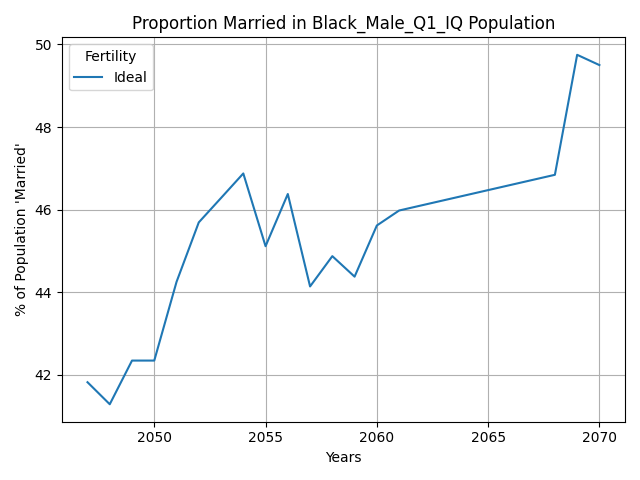 Proportion Married in Black_Male_Q1_IQ Population
Fertility
Ideal
% of Population 'Married'
50
48
46
44
42
2050 2055 2060 2065 2070
Years